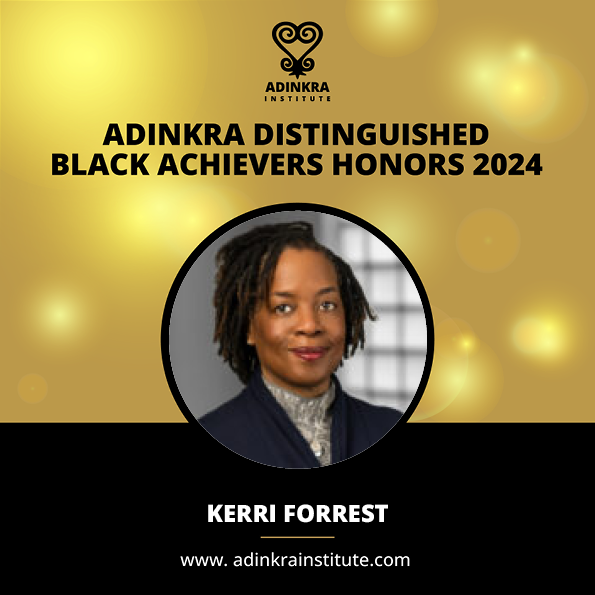 ADINKRA
INSTITUTE
ADINKRA DISTINGUISHED
BLACK ACHIEVERS HONORS 2024
KERRI FORREST
www. adinkrainstitute.com